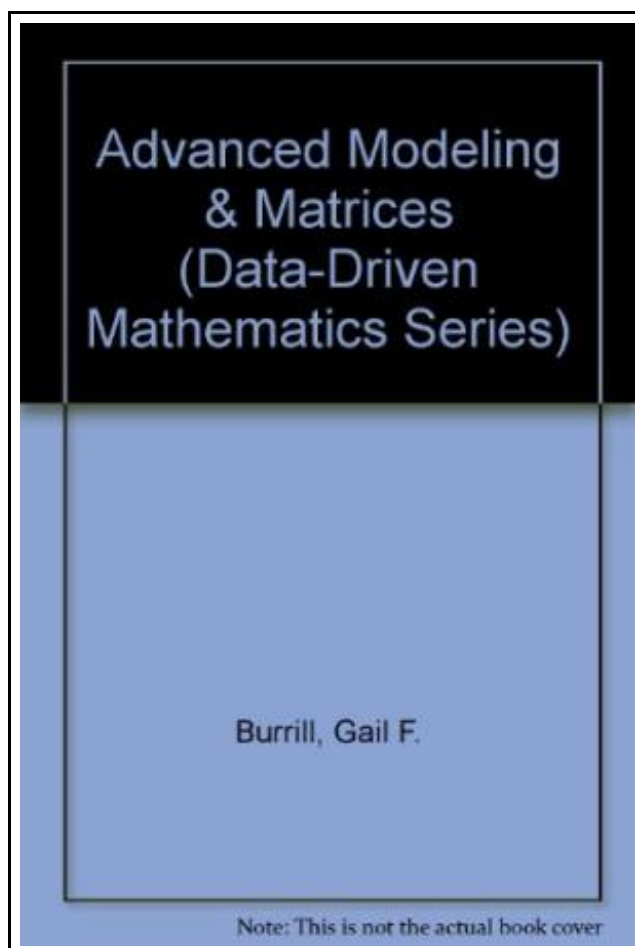 Advanced Modeling
& Matrices
(Data-Driven
Mathematics Series)
Burrill, Gail F.
Note: This is not the actual book cover